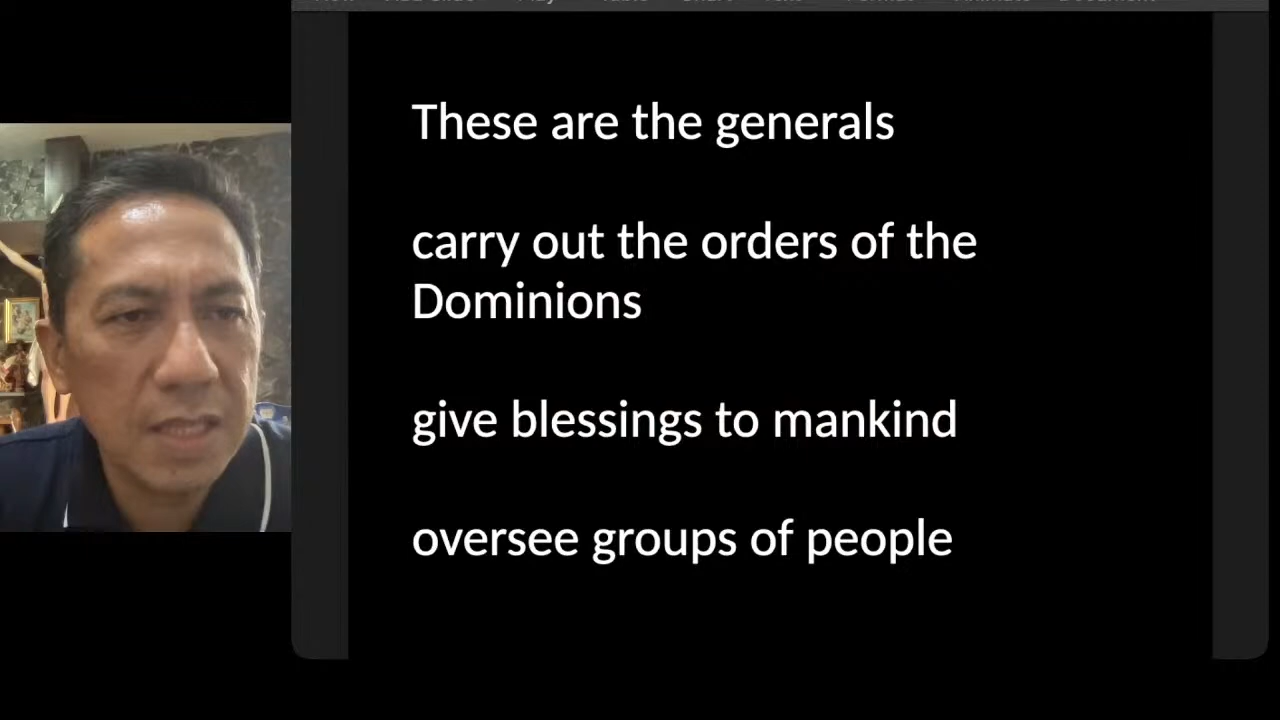 These are the generals
carry out the orders of the
Dominions
give blessings to mankind
oversee groups of people